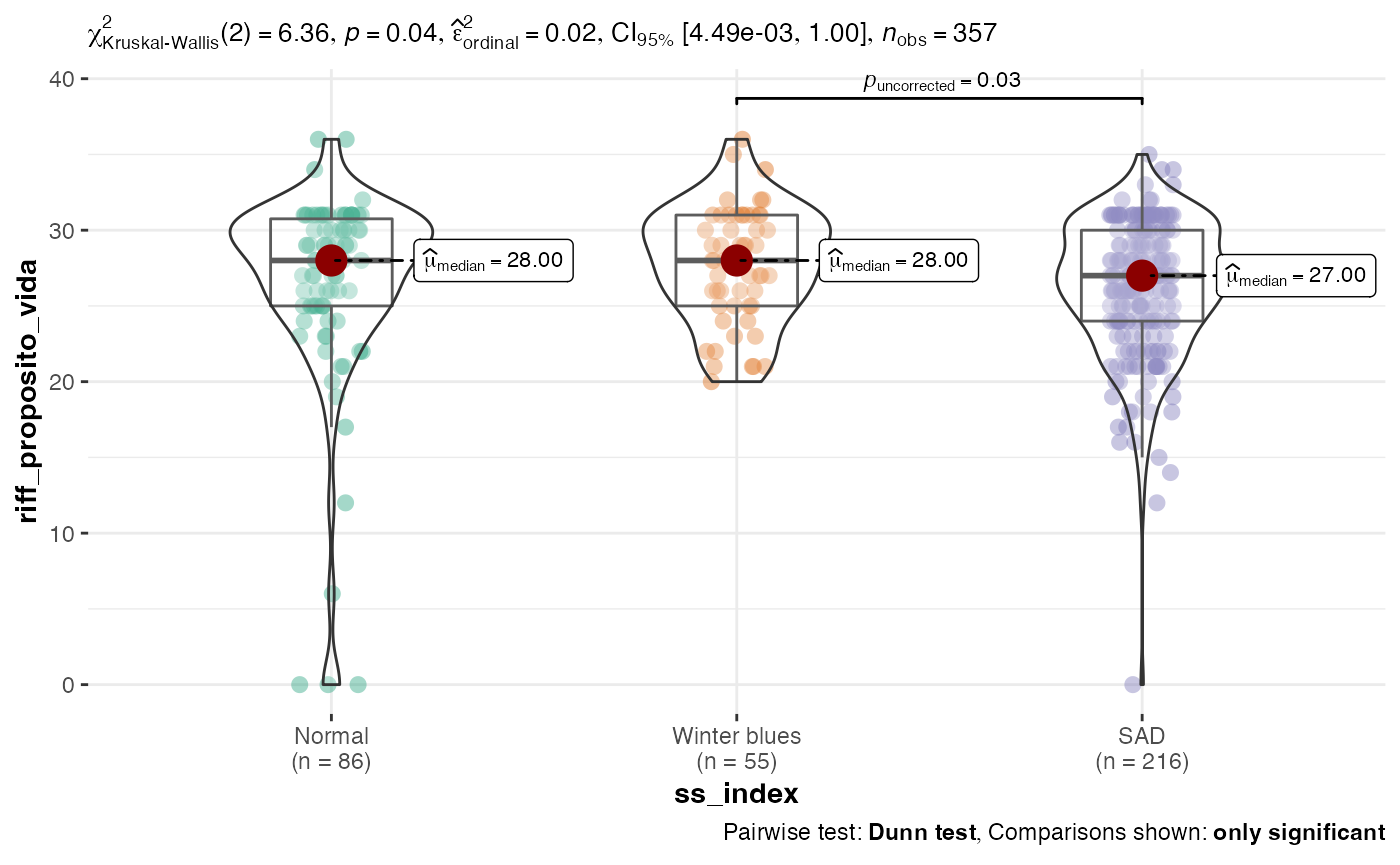 χ²Kruskal-Wallis(2) = 6.36, p = 0.04, ε̂²ordinal = 0.02, CI95% [4.49e-03, 1.00], nobs = 357
40
puncorrected = 0.03
30
μ̂median = 28.00
μ̂median = 28.00
μ̂median = 27.00
riff_proposito_vida
20
10
0
Normal
(n = 86)
Winter blues
(n = 55)
SAD
(n = 216)
ss_index
Pairwise test: Dunn test, Comparisons shown: only significant